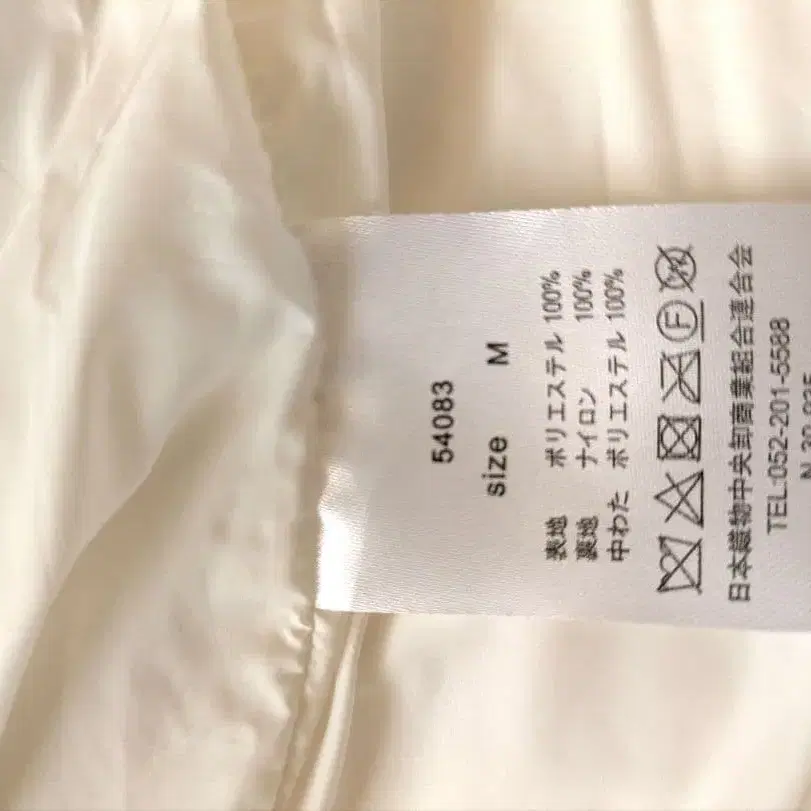 54083
size M
表地 ポリエステル 100%
裏地 ナイロン 100%
中わた ポリエステル 100%
F
日本織物中央卸商業組合連合会
TEL:052-201-5588